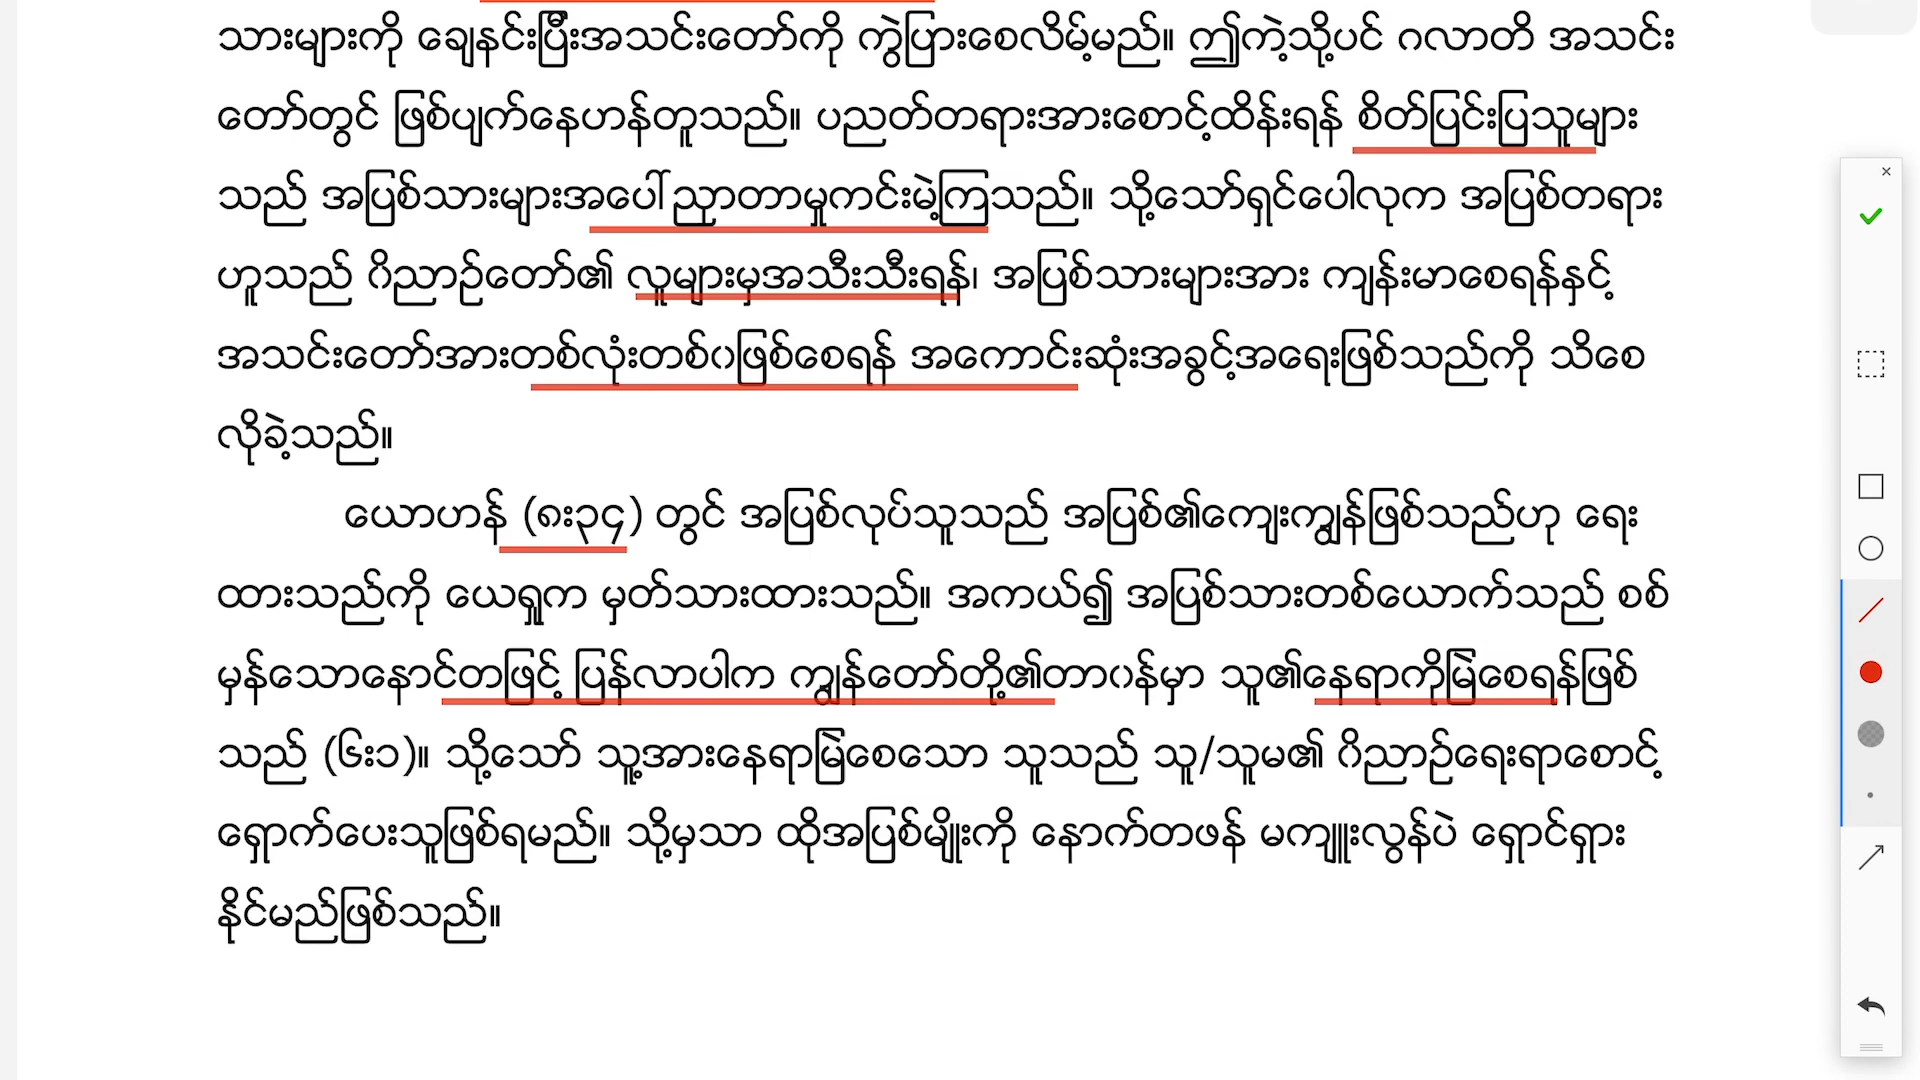 သားများကို ချေနင်းပြီးအသင်းတော်ကို ကွဲပြားစေလိမ့်မည်။ ဤကဲ့သို့ပင် ဂလာတိ အသင်း
တော်တွင် ဖြစ်ပျက်နေဟန်တူသည်။ ပညတ်တရားအားစောင့်ထိန်းရန် စိတ်ပြင်းပြသူများ
သည် အပြစ်သားများအပေါ် ညှာတာမှုကင်းမဲ့ကြသည်။ သို့သော်ရှင်ပေါလုက အပြစ်တရား
ဟူသည် ဝိညာဉ်တော်၏ လူများမှအသီးသီးရန်၊ အပြစ်သားများအား ကျန်းမာစေရန်နှင့်
အသင်းတော်အားတစ်လုံးတစ်ဝဖြစ်စေရန် အကောင်းဆုံးအခွင့်အရေးဖြစ်သည်ကို သိစေ
လိုခဲ့သည်။
ယောဟန် (၈း၃၄) တွင် အပြစ်လုပ်သူသည် အပြစ်၏ကျေးကျွန်ဖြစ်သည်ဟု ရေး
ထားသည်ကို ယေရှုက မှတ်သားထားသည်။ အကယ်၍ အပြစ်သားတစ်ယောက်သည် စစ်
မှန်သောနောင်တဖြင့် ပြန်လာပါက ကျွန်တော်တို့၏တာဝန်မှာ သူ၏နေရာကိုမြဲစေရန်ဖြစ်
သည် (၆း၁)။ သို့သော် သူ့အားနေရာမြဲစေသော သူသည် သူ/သူမ၏ ဝိညာဉ်ရေးရာစောင့်
ရှောက်ပေးသူဖြစ်ရမည်။ သို့မှသာ ထိုအပြစ်မျိုးကို နောက်တဖန် မကျူးလွန်ပဲ ရှောင်ရှား
နိုင်မည်ဖြစ်သည်။